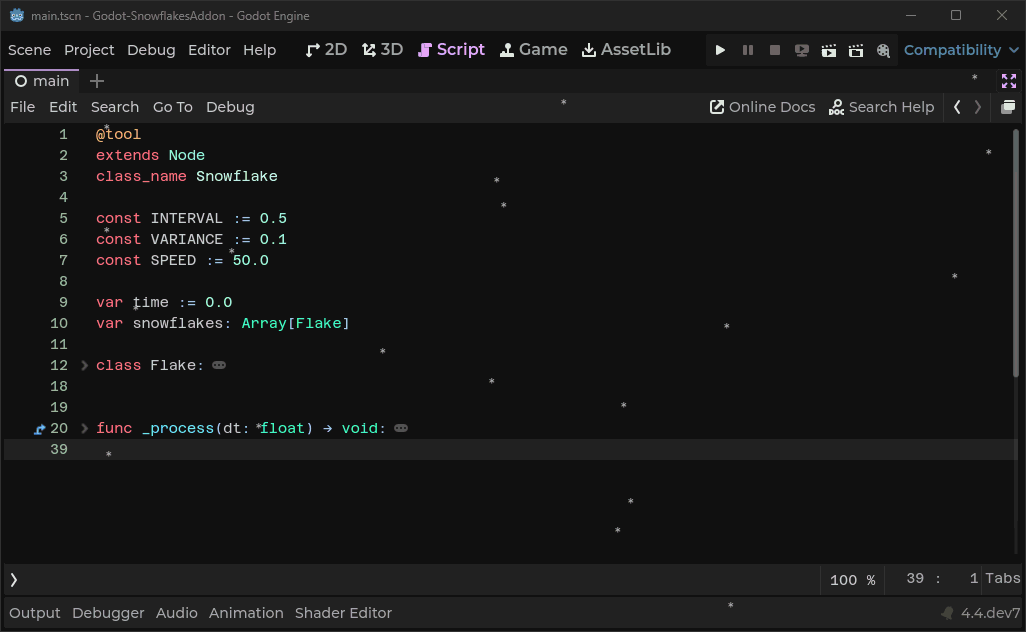 main.tscn - Godot-SnowflakesAddon - Godot Engine
Scene Project Debug Editor Help 2D 3D Script Game AssetLib Compatibility
main
File Edit Search Go To Debug Online Docs Search Help
1 @tool
2 extends Node
3 class_name Snowflake
4
5 const INTERVAL := 0.5
6 const VARIANCE := 0.1
7 const SPEED := 50.0
8
9 var time := 0.0
10 var snowflakes: Array[Flake]
11
12 class Flake:
18
19
20 func _process(dt: float) → void:
39
100 % 39 : 1 Tabs
Output Debugger Audio Animation Shader Editor 4.4.dev7